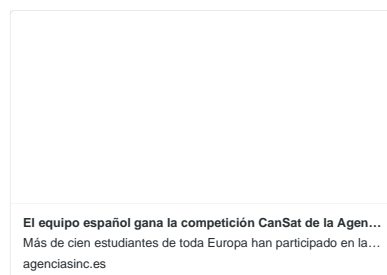 El equipo español gana la competición CanSat de la Agen…
Más de cien estudiantes de toda Europa han participado en la…
agenciasinc.es